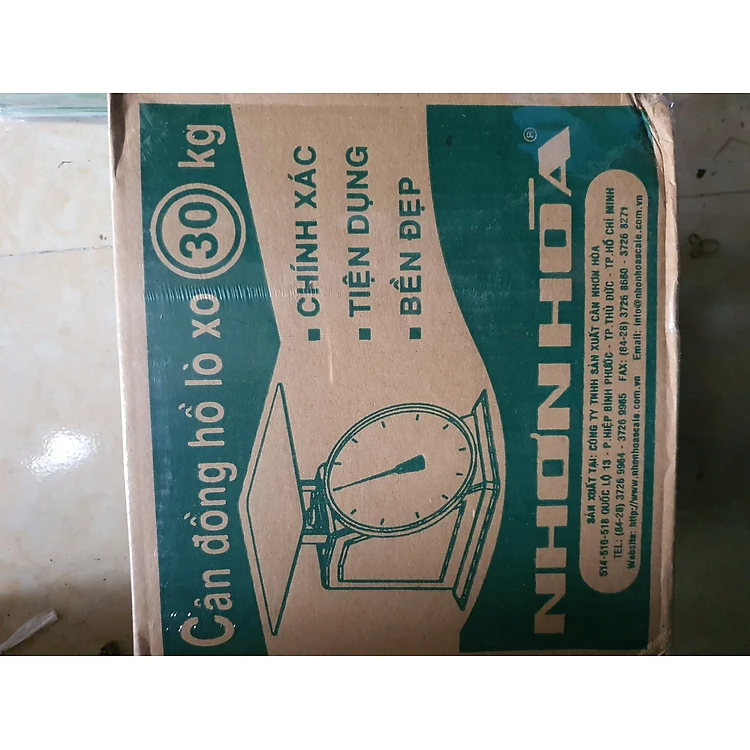 Cân đồng hồ lò xo 30 kg
■ CHÍNH XÁC
■ TIỆN DỤNG
■ BỀN ĐẸP
NHƠN HÒA ®
SẢN XUẤT TẠI: CÔNG TY TNHH SẢN XUẤT CÂN NHƠN HÒA
514-516-518 QUỐC LỘ 13 - P.HIỆP BÌNH PHƯỚC - TP.THỦ ĐỨC - TP.HỒ CHÍ MINH
TEL: (84-28) 3726 9964 - 3726 9965 FAX: (84-28) 3726 8660 - 3726 8271
Website: http://www.nhonhoascale.com.vn Email: info@nhonhoascale.com.vn